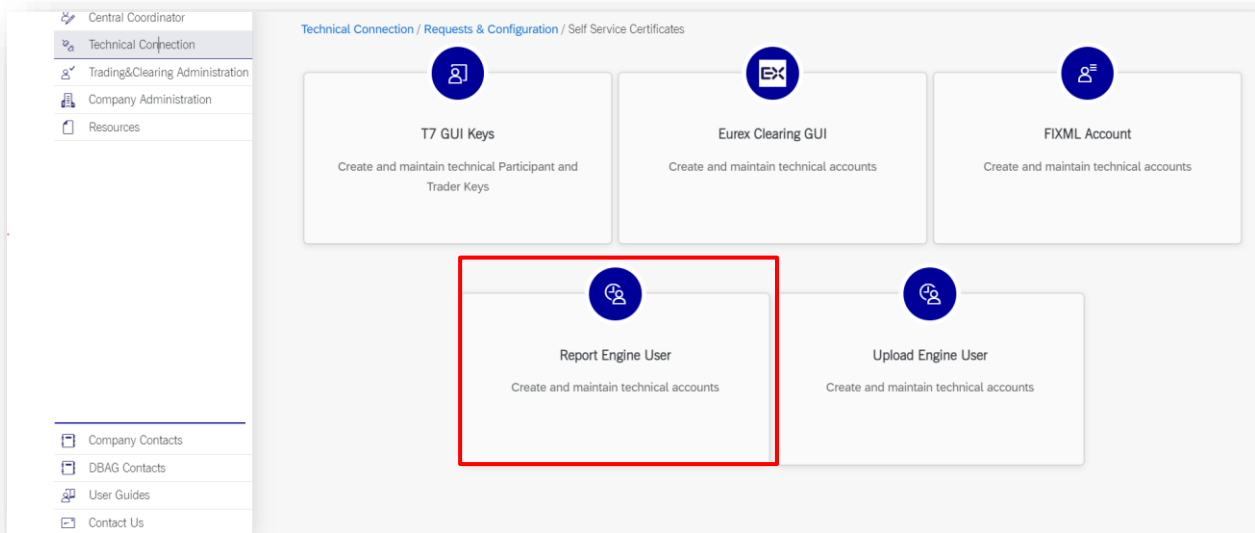 Central Coordinator
Technical Connection
Trading&Clearing Administration
Company Administration
Resources
Company Contacts
DBAG Contacts
User Guides
Contact Us
Technical Connection / Requests & Configuration / Self Service Certificates
T7 GUI Keys
Create and maintain technical Participant and
Trader Keys
EX
Eurex Clearing GUI
Create and maintain technical accounts
FIXML Account
Create and maintain technical accounts
Report Engine User
Create and maintain technical accounts
Upload Engine User
Create and maintain technical accounts